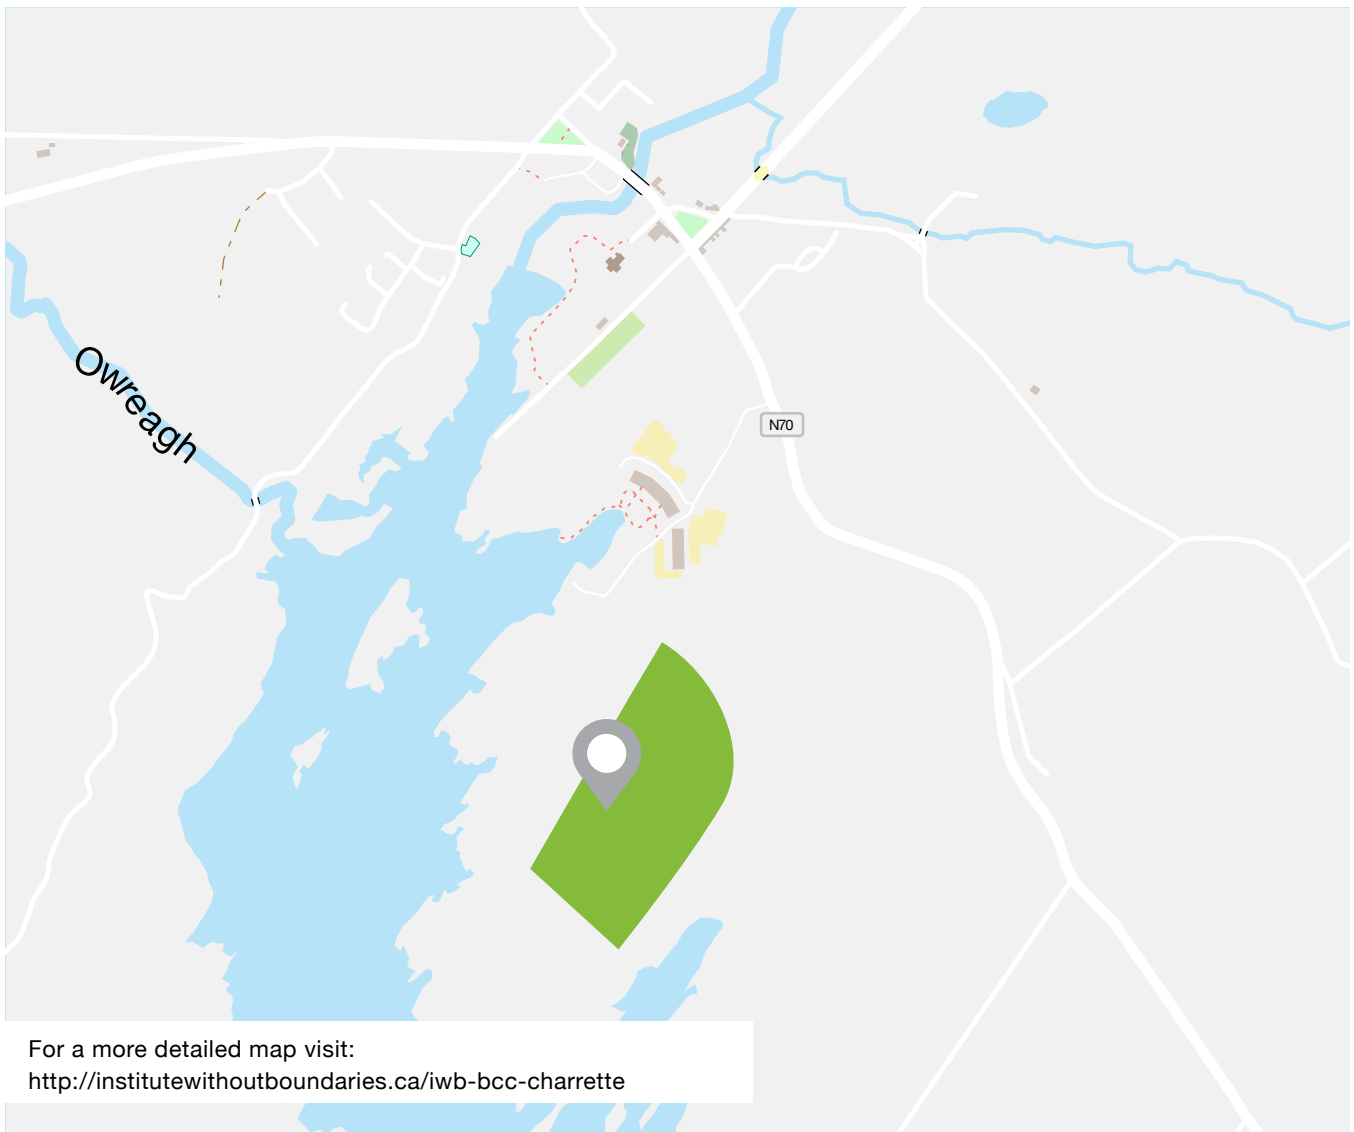 Owreagh
N70
For a more detailed map visit:
http://institutewithoutboundaries.ca/iwb-bcc-charrette